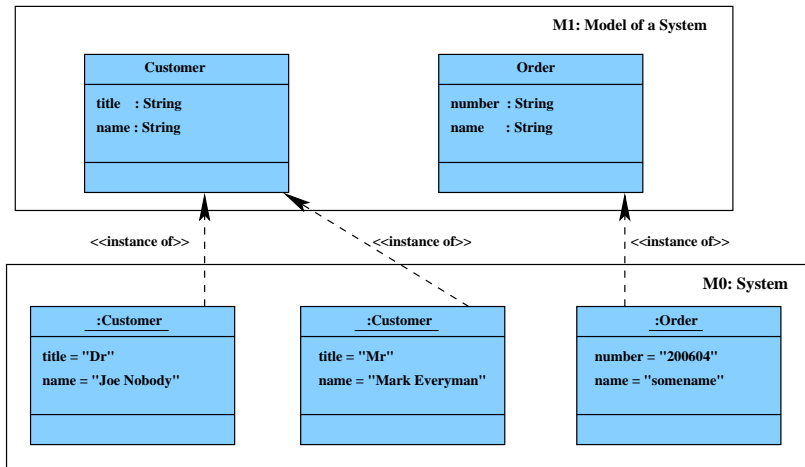 M1: Model of a System
Customer
title : String
name : String
Order
number : String
name : String
<<instance of>>
<<instance of>>
<<instance of>>
M0: System
:Customer
title = "Dr"
name = "Joe Nobody"
:Customer
title = "Mr"
name = "Mark Everyman"
:Order
number = "200604"
name = "somename"